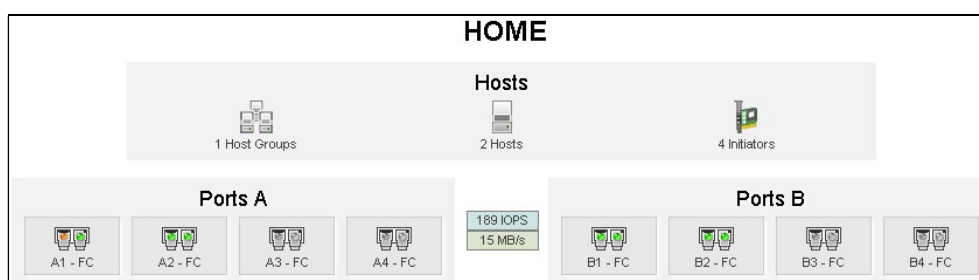 HOME
Hosts
1 Host Groups
2 Hosts
4 Initiators
Ports A
A1 - FC
A2 - FC
A3 - FC
A4 - FC
189 IOPS
15 MB/s
Ports B
B1 - FC
B2 - FC
B3 - FC
B4 - FC